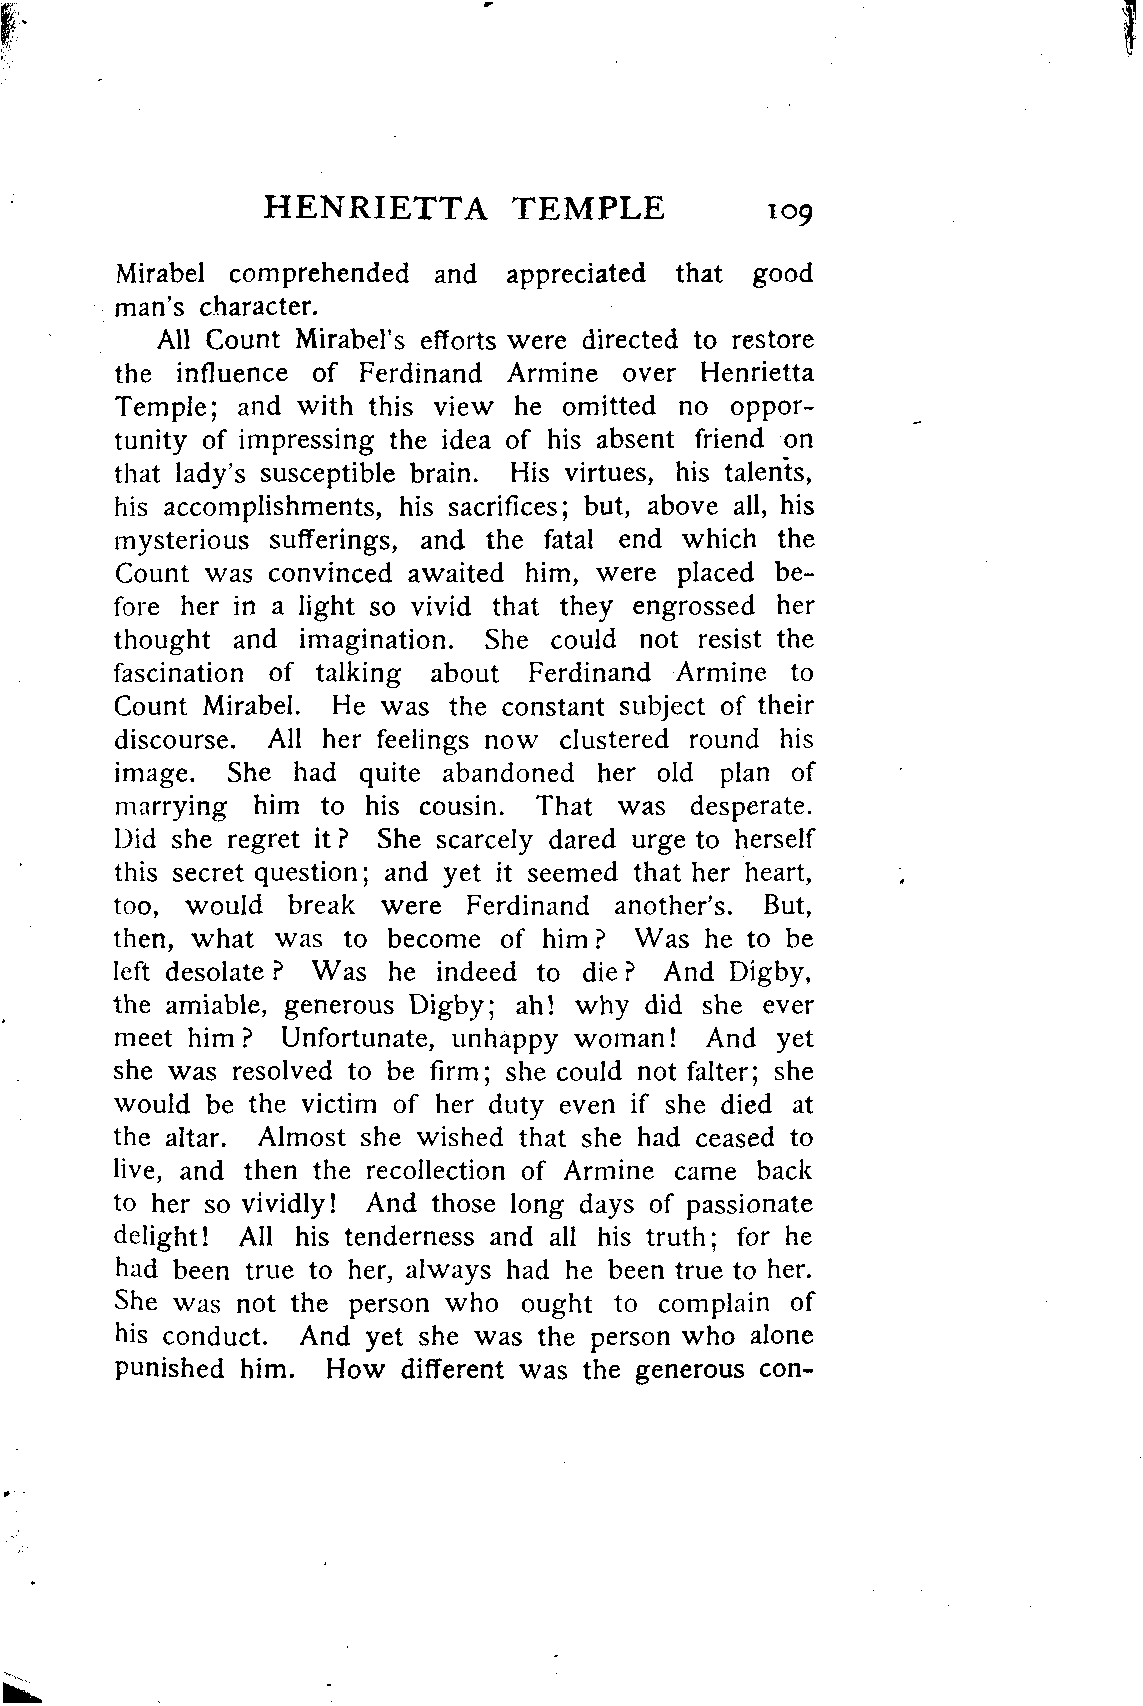 HENRIETTA TEMPLE 109
Mirabel comprehended and appreciated that good
man's character.
All Count Mirabel's efforts were directed to restore
the influence of Ferdinand Armine over Henrietta
Temple; and with this view he omitted no oppor-
tunity of impressing the idea of his absent friend on
that lady's susceptible brain. His virtues, his talents,
his accomplishments, his sacrifices; but, above all, his
mysterious sufferings, and the fatal end which the
Count was convinced awaited him, were placed be-
fore her in a light so vivid that they engrossed her
thought and imagination. She could not resist the
fascination of talking about Ferdinand Armine to
Count Mirabel. He was the constant subject of their
discourse. All her feelings now clustered round his
image. She had quite abandoned her old plan of
marrying him to his cousin. That was desperate.
Did she regret it? She scarcely dared urge to herself
this secret question; and yet it seemed that her heart,
too, would break were Ferdinand another's. But,
then, what was to become of him? Was he to be
left desolate? Was he indeed to die? And Digby,
the amiable, generous Digby; ah! why did she ever
meet him? Unfortunate, unhappy woman! And yet
she was resolved to be firm; she could not falter; she
would be the victim of her duty even if she died at
the altar. Almost she wished that she had ceased to
live, and then the recollection of Armine came back
to her so vividly! And those long days of passionate
delight! All his tenderness and all his truth; for he
had been true to her, always had he been true to her.
She was not the person who ought to complain of
his conduct. And yet she was the person who alone
punished him. How different was the generous con-